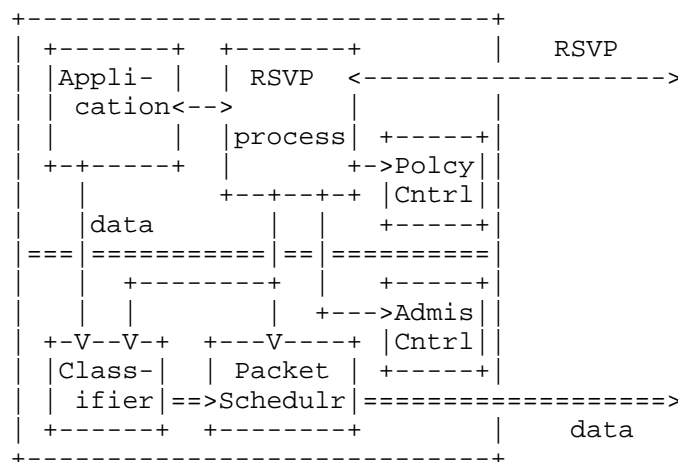 RSVP
Appli- RSVP
cation
process
Polcy
Cntrl
data
Admis
Cntrl
Class- Packet
ifier Schedulr
data